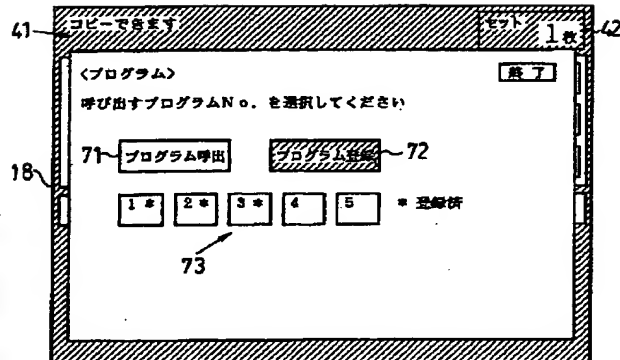 41 コピーできます セット 1枚 42
<プログラム> 終了
呼び出すプログラムNo. を選択してください
71 プログラム呼出 プログラム登録 72
18
1* 2* 3* 4 5 * 登録済
73